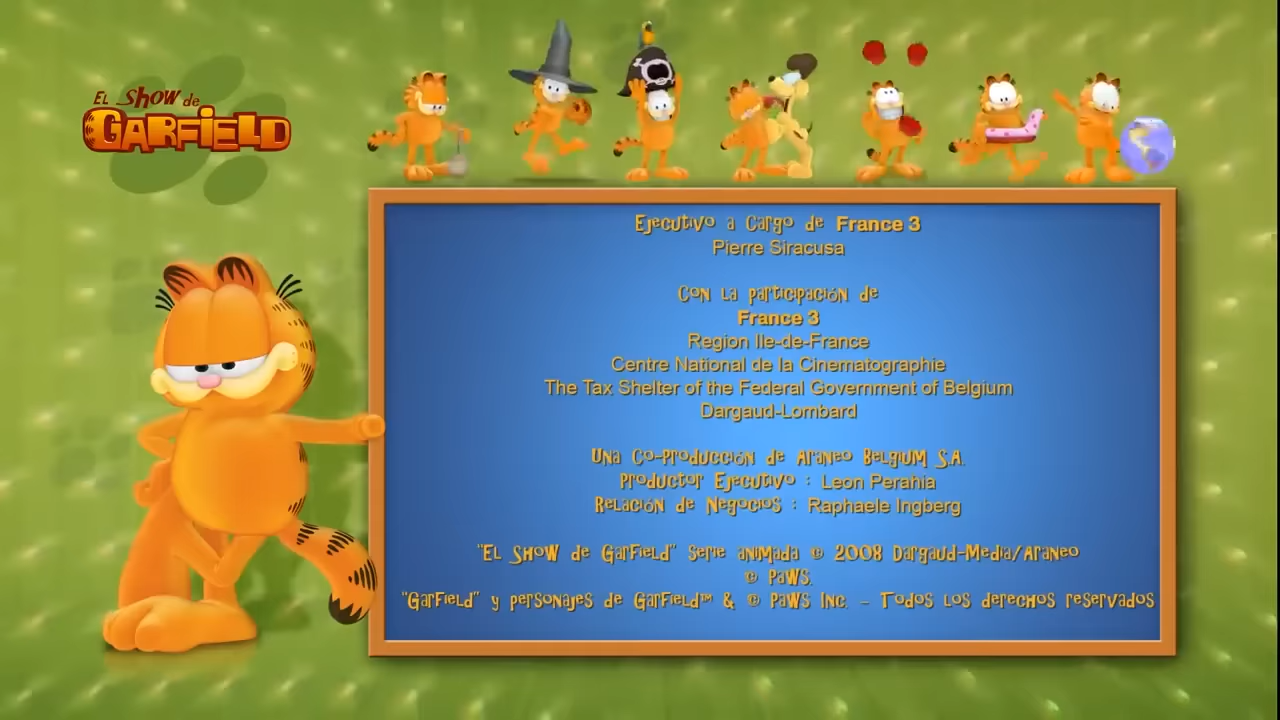 El Show de
GARFIELD
Ejecutivo a Cargo de France 3
Pierre Siracusa
Con la participación de
France 3
Region Ile-de-France
Centre National de la Cinematographie
The Tax Shelter of the Federal Government of Belgium
Dargaud-Lombard
Una Co-Producción de Araneo Belgium S.A.
Productor Ejecutivo : Leon Perahia
Relación de Negocios : Raphaele Ingberg
"El Show de Garfield" Serie animada © 2008 Dargaud-Media/Araneo
© Paws.
"Garfield" y personajes de Garfield™ & © Paws Inc. - Todos los derechos reservados